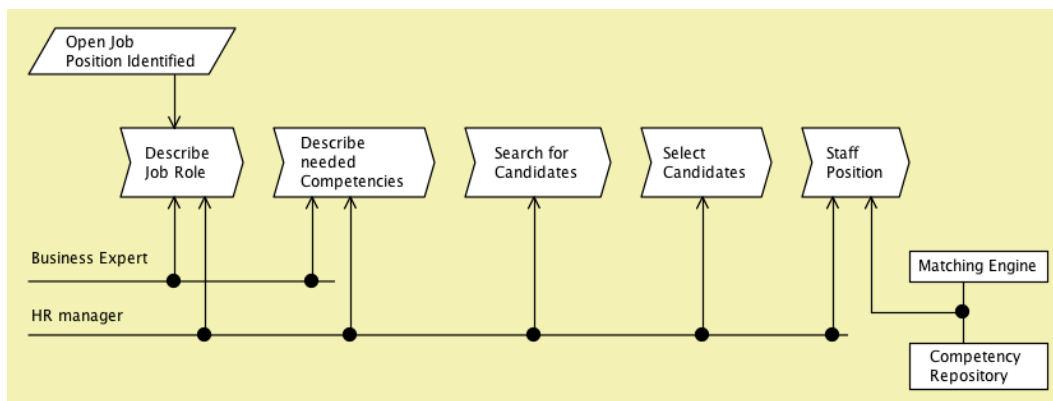 Open Job
Position Identified
Describe
Job Role
Describe
needed
Competencies
Search for
Candidates
Select
Candidates
Staff
Position
Business Expert
HR manager
Matching Engine
Competency
Repository